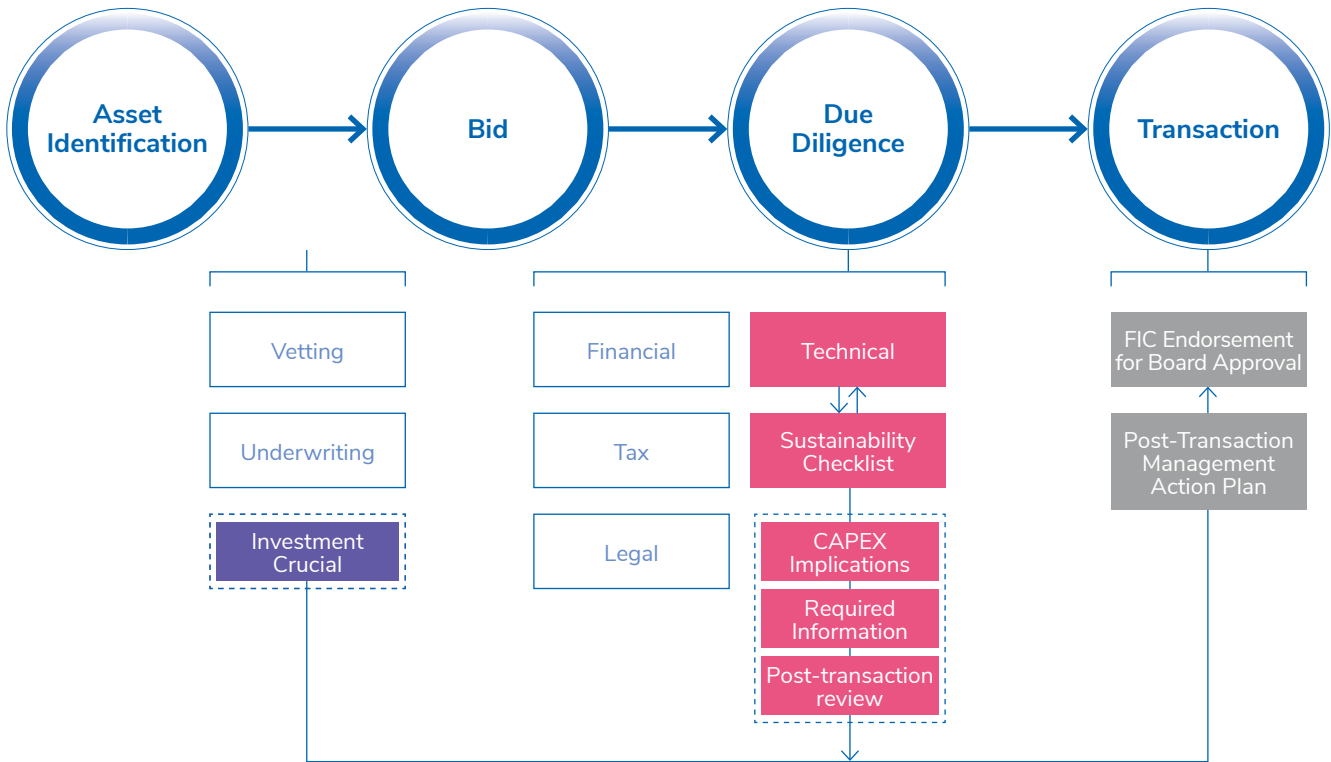 Asset
Identification
Bid
Due
Diligence
Transaction
Vetting
Underwriting
Investment
Crucial
Financial
Tax
Legal
Technical
Sustainability
Checklist
CAPEX
Implications
Required
Information
Post-transaction
review
FIC Endorsement
for Board Approval
Post-Transaction
Management
Action Plan